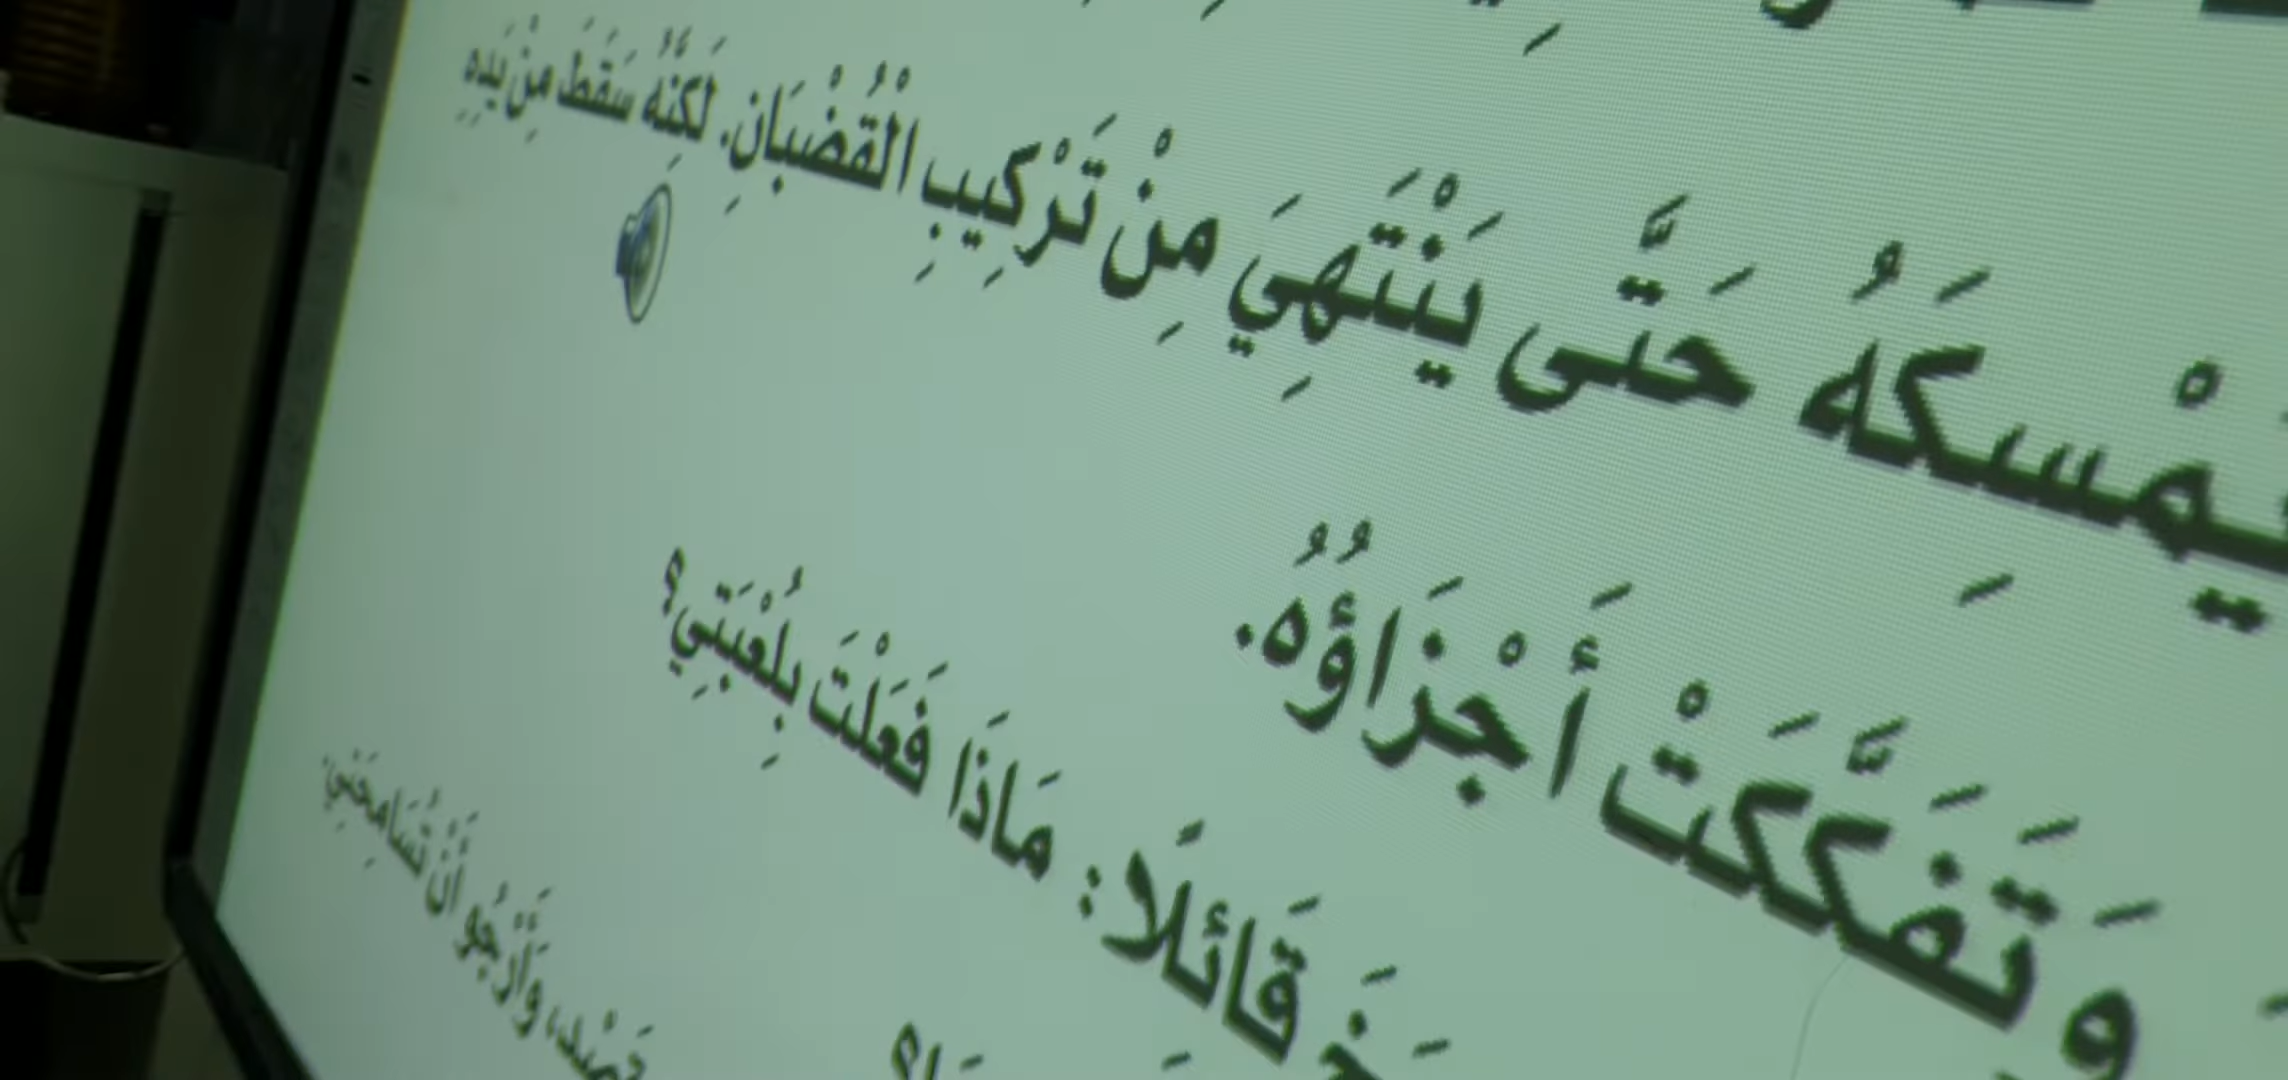 يُمْسِكَهُ حَتَّى يَنْتَهِيَ مِنْ تَرْكِيبِ الْقُضْبَانِ. لَكِنَّهُ سَقَطَ مِنْ يَدِهِ
وَتَفَكَّكَتْ أَجْزَاؤُهُ.
قَائِلًا: مَاذَا فَعَلْتَ بِلُعْبَتِي؟
وَأَرْجُو أَنْ تُسَامِحَنِي.